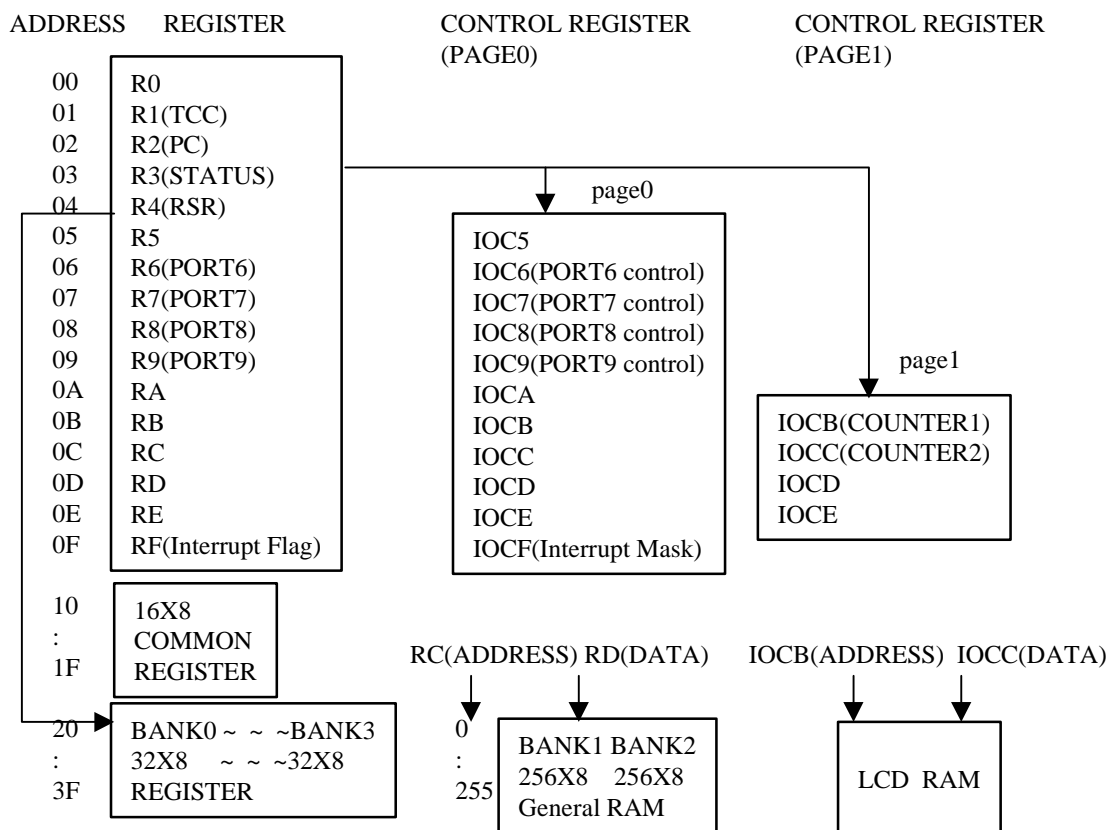 ADDRESS REGISTER CONTROL REGISTER CONTROL REGISTER
(PAGE0) (PAGE1)
00 R0
01 R1(TCC)
02 R2(PC)
03 R3(STATUS)
page0
04 R4(RSR)
05 R5 IOC5
06 R6(PORT6) IOC6(PORT6 control)
07 R7(PORT7) IOC7(PORT7 control)
08 R8(PORT8) IOC8(PORT8 control)
09 R9(PORT9) IOC9(PORT9 control) page1
0A RA IOCA
0B RB IOCB IOCB(COUNTER1)
0C RC IOCC IOCC(COUNTER2)
0D RD IOCD IOCD
0E RE IOCE IOCE
0F RF(Interrupt Flag) IOCF(Interrupt Mask)
10 16X8
: COMMON
1F REGISTER
RC(ADDRESS) RD(DATA) IOCB(ADDRESS) IOCC(DATA)
20 BANK0 ~ ~ ~BANK3 0 BANK1 BANK2
: 32X8 ~ ~ ~32X8 : 256X8 256X8 LCD RAM
3F REGISTER 255 General RAM